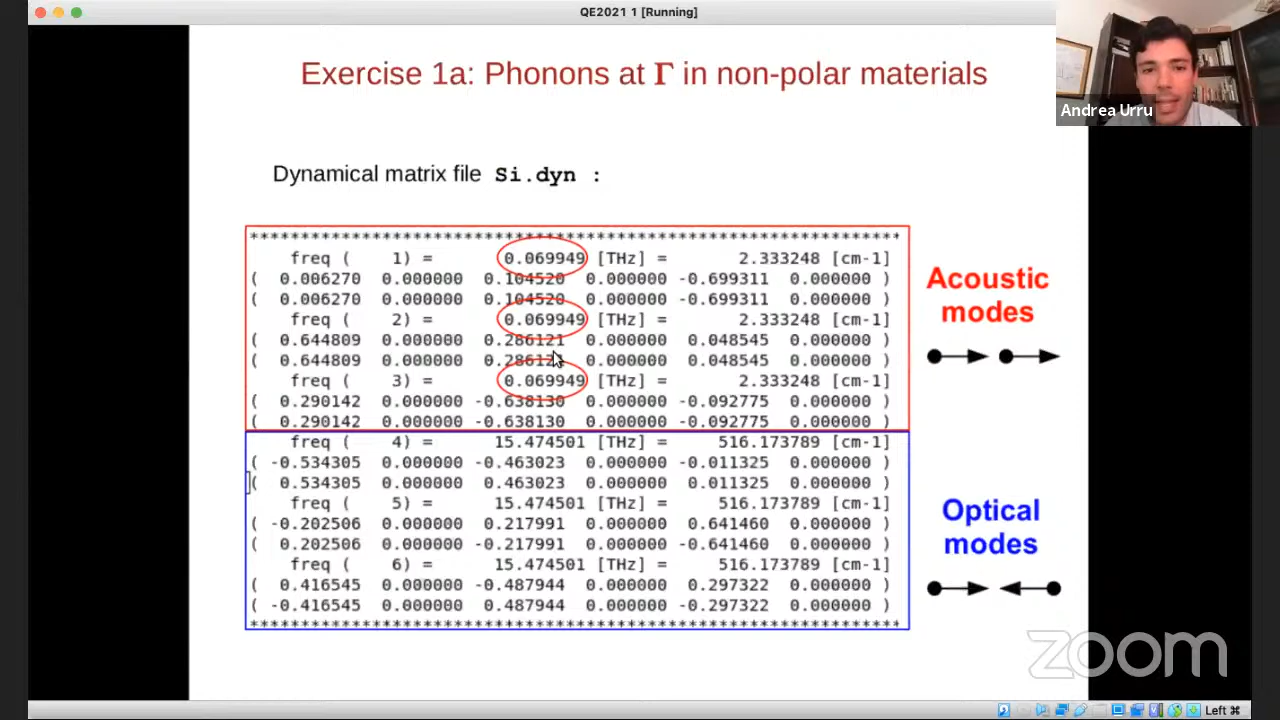 QE2021 1 [Running]
Exercise 1a: Phonons at Γ in non-polar materials
Andrea Urru
Dynamical matrix file Si.dyn :
***************************************************************
freq ( 1) = 0.069949 [THz] = 2.333248 [cm-1]
( 0.006270 0.000000 0.104520 0.000000 -0.699311 0.000000 )
( 0.006270 0.000000 0.104520 0.000000 -0.699311 0.000000 )
freq ( 2) = 0.069949 [THz] = 2.333248 [cm-1]
( 0.644809 0.000000 0.286121 0.000000 0.048545 0.000000 )
( 0.644809 0.000000 0.286121 0.000000 0.048545 0.000000 )
freq ( 3) = 0.069949 [THz] = 2.333248 [cm-1]
( 0.290142 0.000000 -0.638130 0.000000 -0.092775 0.000000 )
( 0.290142 0.000000 -0.638130 0.000000 -0.092775 0.000000 )
freq ( 4) = 15.474501 [THz] = 516.173789 [cm-1]
( -0.534305 0.000000 -0.463023 0.000000 -0.011325 0.000000 )
( 0.534305 0.000000 0.463023 0.000000 0.011325 0.000000 )
freq ( 5) = 15.474501 [THz] = 516.173789 [cm-1]
( -0.202506 0.000000 0.217991 0.000000 0.641460 0.000000 )
( 0.202506 0.000000 -0.217991 0.000000 -0.641460 0.000000 )
freq ( 6) = 15.474501 [THz] = 516.173789 [cm-1]
( 0.416545 0.000000 -0.487944 0.000000 0.297322 0.000000 )
( -0.416545 0.000000 0.487944 0.000000 -0.297322 0.000000 )
***************************************************************
Acoustic
modes
Optical
modes
zoom
Left ⌘